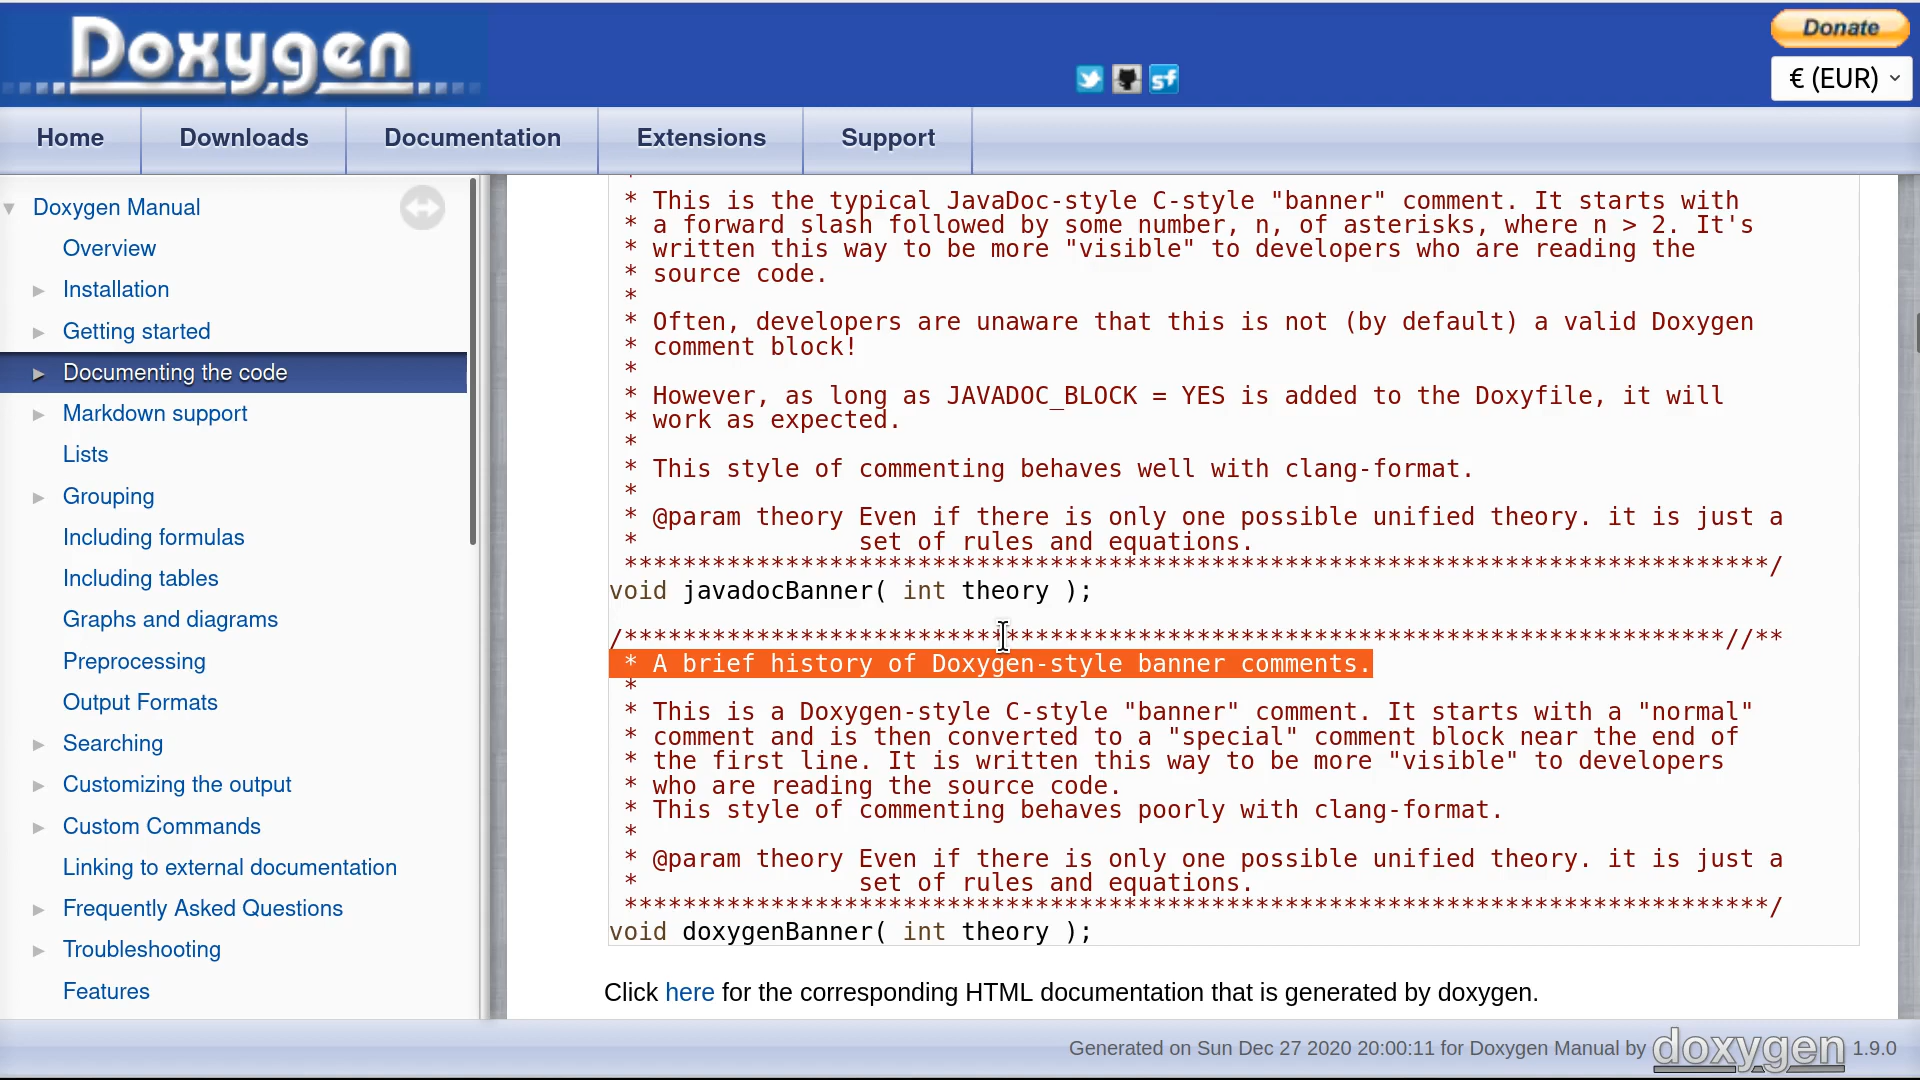 Doxygen
Donate
€ (EUR)
Home
Downloads
Documentation
Extensions
Support
Doxygen Manual
Overview
Installation
Getting started
Documenting the code
Markdown support
Lists
Grouping
Including formulas
Including tables
Graphs and diagrams
Preprocessing
Output Formats
Searching
Customizing the output
Custom Commands
Linking to external documentation
Frequently Asked Questions
Troubleshooting
Features
* This is the typical JavaDoc-style C-style "banner" comment. It starts with
* a forward slash followed by some number, n, of asterisks, where n > 2. It's
* written this way to be more "visible" to developers who are reading the
* source code.
*
* Often, developers are unaware that this is not (by default) a valid Doxygen
* comment block!
*
* However, as long as JAVADOC_BLOCK = YES is added to the Doxyfile, it will
* work as expected.
*
* This style of commenting behaves well with clang-format.
*
* @param theory Even if there is only one possible unified theory. it is just a
*               set of rules and equations.
******************************************************************************/
void javadocBanner( int theory );
/***************************************************************************//**
* A brief history of Doxygen-style banner comments.
*
* This is a Doxygen-style C-style "banner" comment. It starts with a "normal"
* comment and is then converted to a "special" comment block near the end of
* the first line. It is written this way to be more "visible" to developers
* who are reading the source code.
* This style of commenting behaves poorly with clang-format.
*
* @param theory Even if there is only one possible unified theory. it is just a
*               set of rules and equations.
******************************************************************************/
void doxygenBanner( int theory );
Click here for the corresponding HTML documentation that is generated by doxygen.
Generated on Sun Dec 27 2020 20:00:11 for Doxygen Manual by doxygen 1.9.0